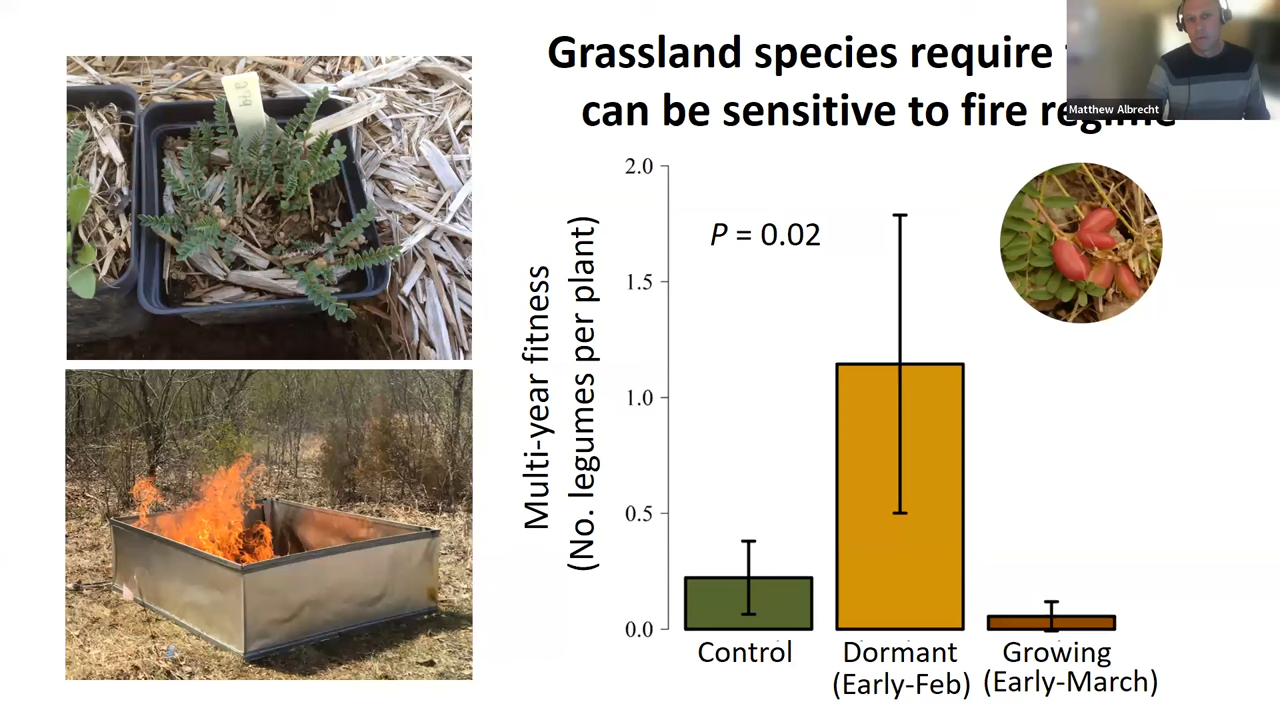 Grassland species require
can be sensitive to fire regime
Matthew Albrecht
P = 0.02
Multi-year fitness
(No. legumes per plant)
2.0
1.5
1.0
0.5
0.0
Control
Dormant
(Early-Feb)
Growing
(Early-March)